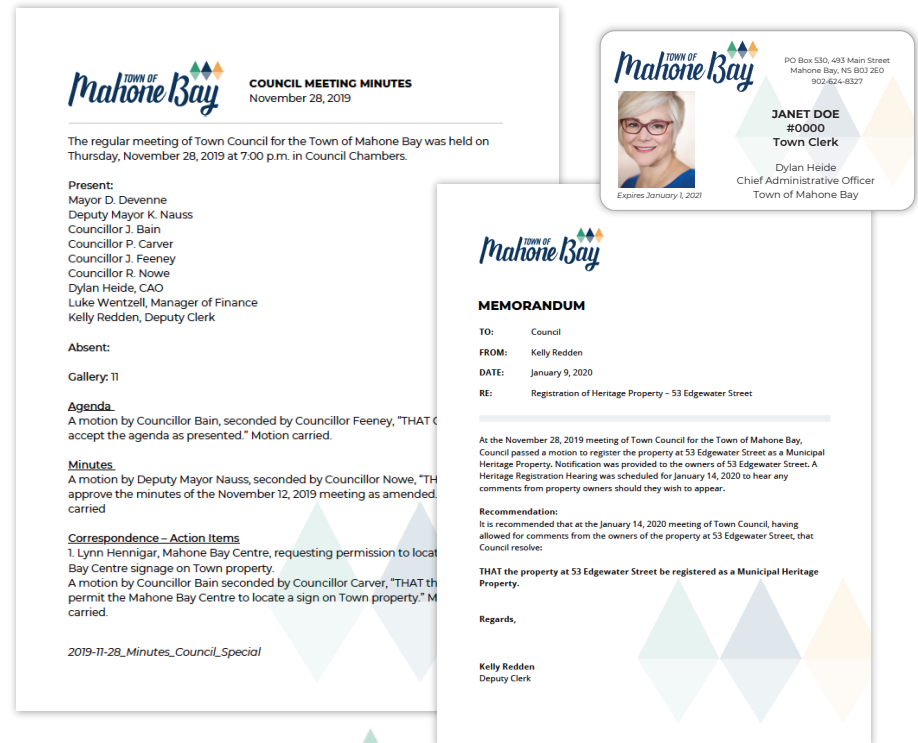 TOWN OF
Mahone Bay
COUNCIL MEETING MINUTES
November 28, 2019
The regular meeting of Town Council for the Town of Mahone Bay was held on
Thursday, November 28, 2019 at 7:00 p.m. in Council Chambers.
Present:
Mayor D. Devenne
Deputy Mayor K. Nauss
Councillor J. Bain
Councillor P. Carver
Councillor J. Feeney
Councillor R. Nowe
Dylan Heide, CAO
Luke Wentzell, Manager of Finance
Kelly Redden, Deputy Clerk
Absent:
Gallery: 11
Agenda
A motion by Councillor Bain, seconded by Councillor Feeney, "THAT C
accept the agenda as presented." Motion carried.
Minutes
A motion by Deputy Mayor Nauss, seconded by Councillor Nowe, "TH
approve the minutes of the November 12, 2019 meeting as amended.
carried
Correspondence – Action Items
1. Lynn Hennigar, Mahone Bay Centre, requesting permission to locat
Bay Centre signage on Town property.
A motion by Councillor Bain seconded by Councillor Carver, "THAT th
permit the Mahone Bay Centre to locate a sign on Town property." M
carried.
2019-11-28_Minutes_Council_Special
TOWN OF
Mahone Bay
PO Box 530, 493 Main Street
Mahone Bay, NS B0J 2E0
902-624-8327
JANET DOE
#0000
Town Clerk
Dylan Heide
Chief Administrative Officer
Town of Mahone Bay
Expires January 1, 2021
TOWN OF
Mahone Bay
MEMORANDUM
TO: Council
FROM: Kelly Redden
DATE: January 9, 2020
RE: Registration of Heritage Property – 53 Edgewater Street
At the November 28, 2019 meeting of Town Council for the Town of Mahone Bay,
Council passed a motion to register the property at 53 Edgewater Street as a Municipal
Heritage Property. Notification was provided to the owners of 53 Edgewater Street. A
Heritage Registration Hearing was scheduled for January 14, 2020 to hear any
comments from property owners should they wish to appear.
Recommendation:
It is recommended that at the January 14, 2020 meeting of Town Council, having
allowed for comments from the owners of the property at 53 Edgewater Street, that
Council resolve:
THAT the property at 53 Edgewater Street be registered as a Municipal Heritage
Property.
Regards,
Kelly Redden
Deputy Clerk